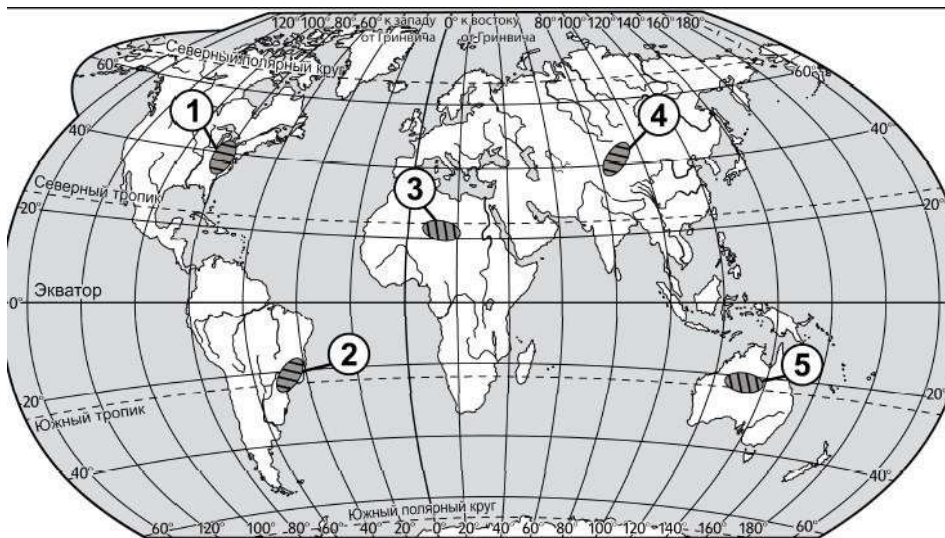 120° 100° 80° 60° к западу 0° к востоку 80° 100° 120° 140° 160° 180°
от Гринвича от Гринвича
Северный полярный круг
60° 60°
1 4
40° 40°
3
Северный тропик
20° 20°
Экватор
0° 0°
2
5
20° 20°
Южный тропик
40° 40°
Южный полярный круг
60° 120° 100° 80° 60° 40° 20° 0° 20° 40° 60° 80° 100° 120° 140° 160° 180° 60°